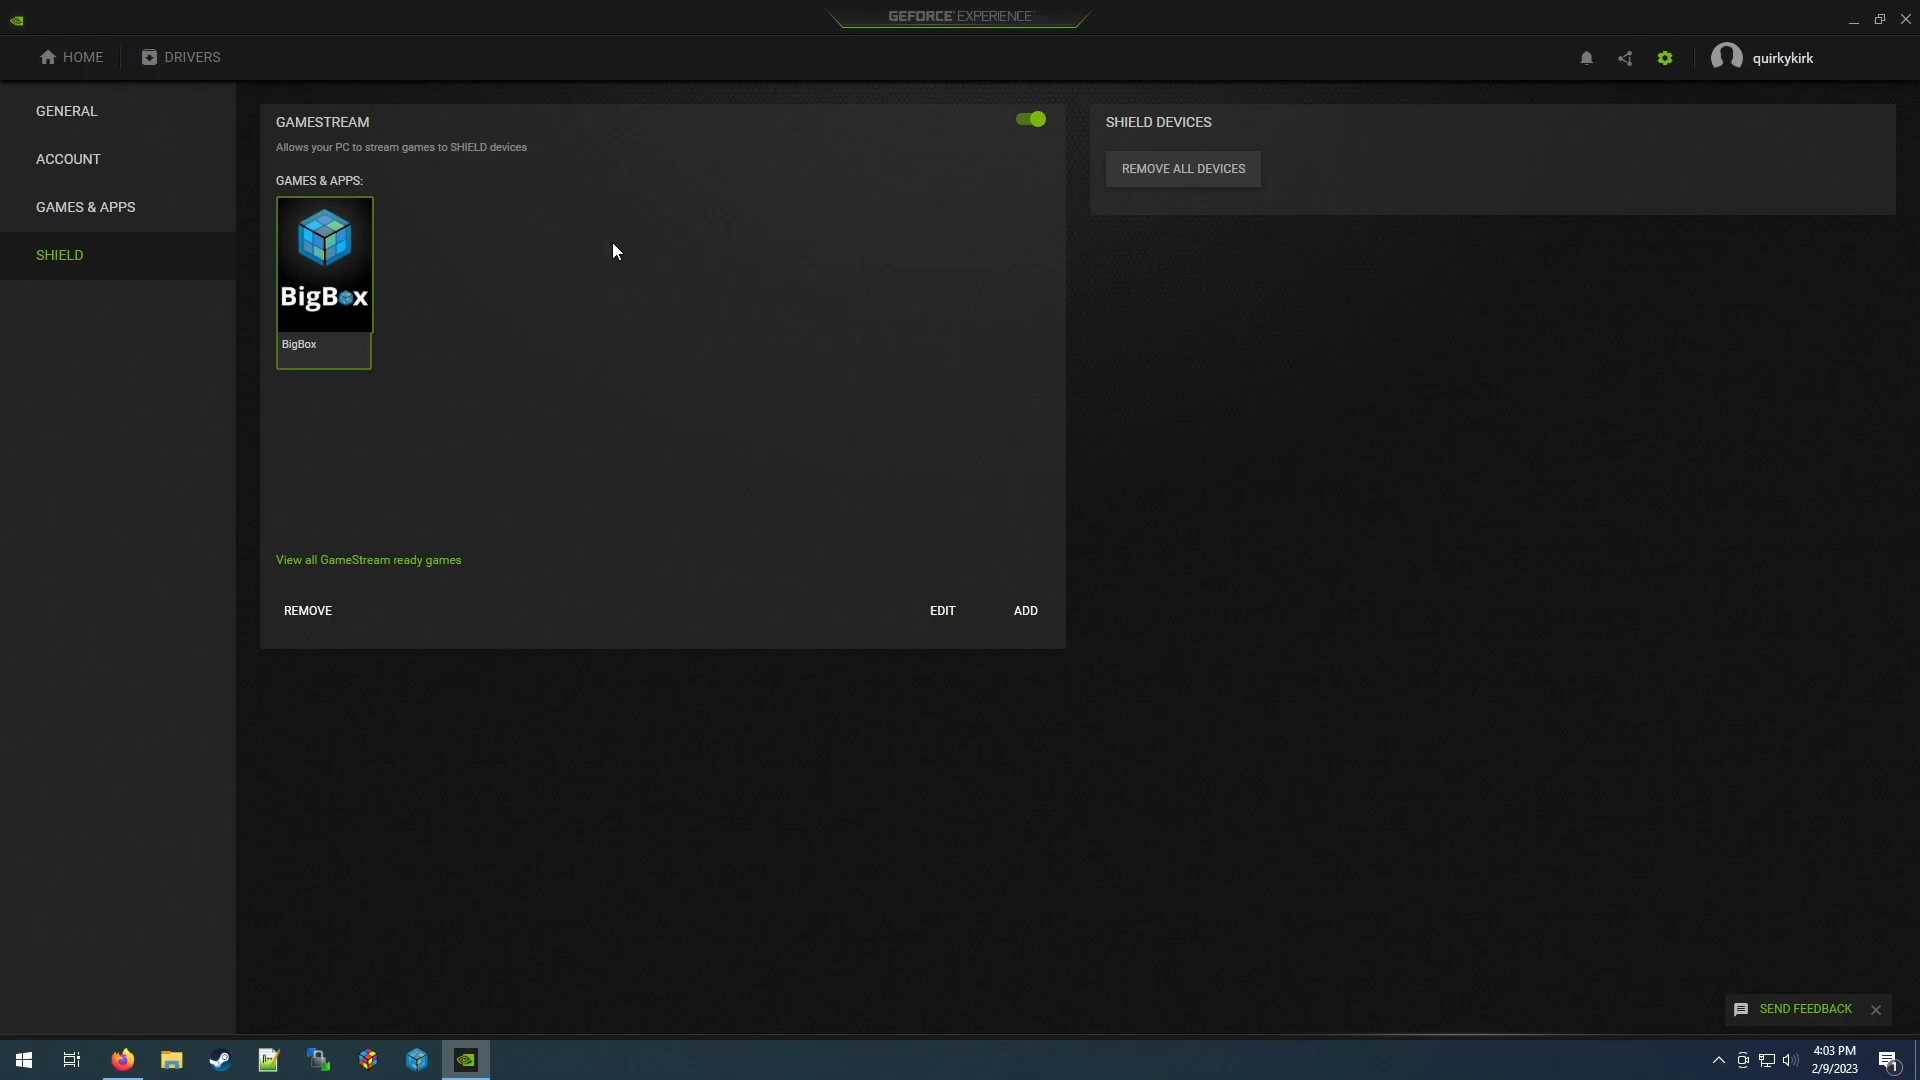 GEFORCE EXPERIENCE
HOME
DRIVERS
quirkykirk
GENERAL
ACCOUNT
GAMES & APPS
SHIELD
GAMESTREAM
Allows your PC to stream games to SHIELD devices
GAMES & APPS:
BigBox
BigBox
View all GameStream ready games
REMOVE
EDIT
ADD
SHIELD DEVICES
REMOVE ALL DEVICES
SEND FEEDBACK
4:03 PM
2/9/2023
1